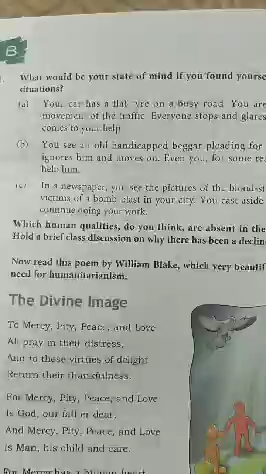 B
What would be your state of mind if you found yourse
situations?
(a) Your car has a flat tyre on a busy road. You are
movement of the traffic. Everyone stops and glares
comes to your help.
(b) You see an old handicapped beggar pleading for
ignores him and moves on. Even you, for some re
help him.
(c) In a newspaper, you see the pictures of the bloodist
victims of a bomb blast in your city. You cast aside
continue doing your work.
Which human qualities, do you think, are absent in the
Hold a brief class discussion on why there has been a declin
Now read this poem by William Blake, which very beautif
need for humanitarianism.
The Divine Image
To Mercy, Pity, Peace, and Love
All pray in their distress,
And to these virtues of delight
Return their thankfulness.
For Mercy, Pity, Peace, and Love
Is God, our father dear,
And Mercy, Pity, Peace, and Love
Is Man, his child and care.
For Mercy has a human heart